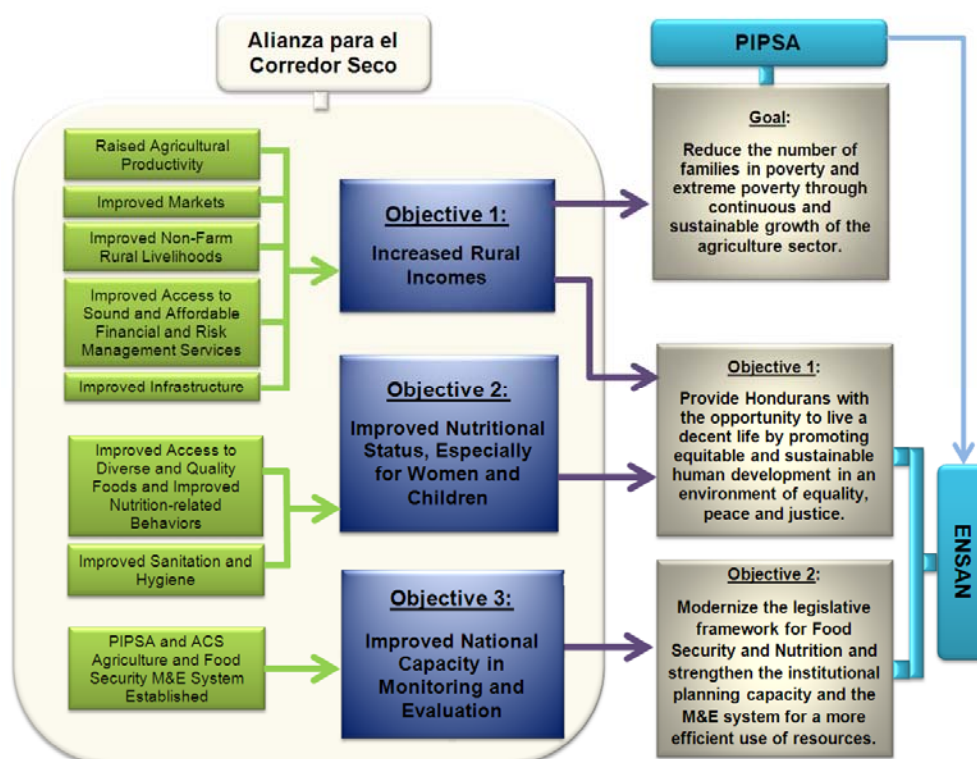 Alianza para el
Corredor Seco
Raised Agricultural
Productivity
Improved Markets
Improved Non-Farm
Rural Livelihoods
Improved Access to
Sound and Affordable
Financial and Risk
Management Services
Improved Infrastructure
Improved Access to
Diverse and Quality
Foods and Improved
Nutrition-related
Behaviors
Improved Sanitation and
Hygiene
PIPSA and ACS
Agriculture and Food
Security M&E System
Established
Objective 1:
Increased Rural
Incomes
Objective 2:
Improved Nutritional
Status, Especially
for Women and
Children
Objective 3:
Improved National
Capacity in
Monitoring and
Evaluation
PIPSA
Goal:
Reduce the number of
families in poverty and
extreme poverty through
continuous and
sustainable growth of the
agriculture sector.
Objective 1:
Provide Hondurans with
the opportunity to live a
decent life by promoting
equitable and sustainable
human development in an
environment of equality,
peace and justice.
Objective 2:
Modernize the legislative
framework for Food
Security and Nutrition and
strengthen the institutional
planning capacity and the
M&E system for a more
efficient use of resources.
ENSAN